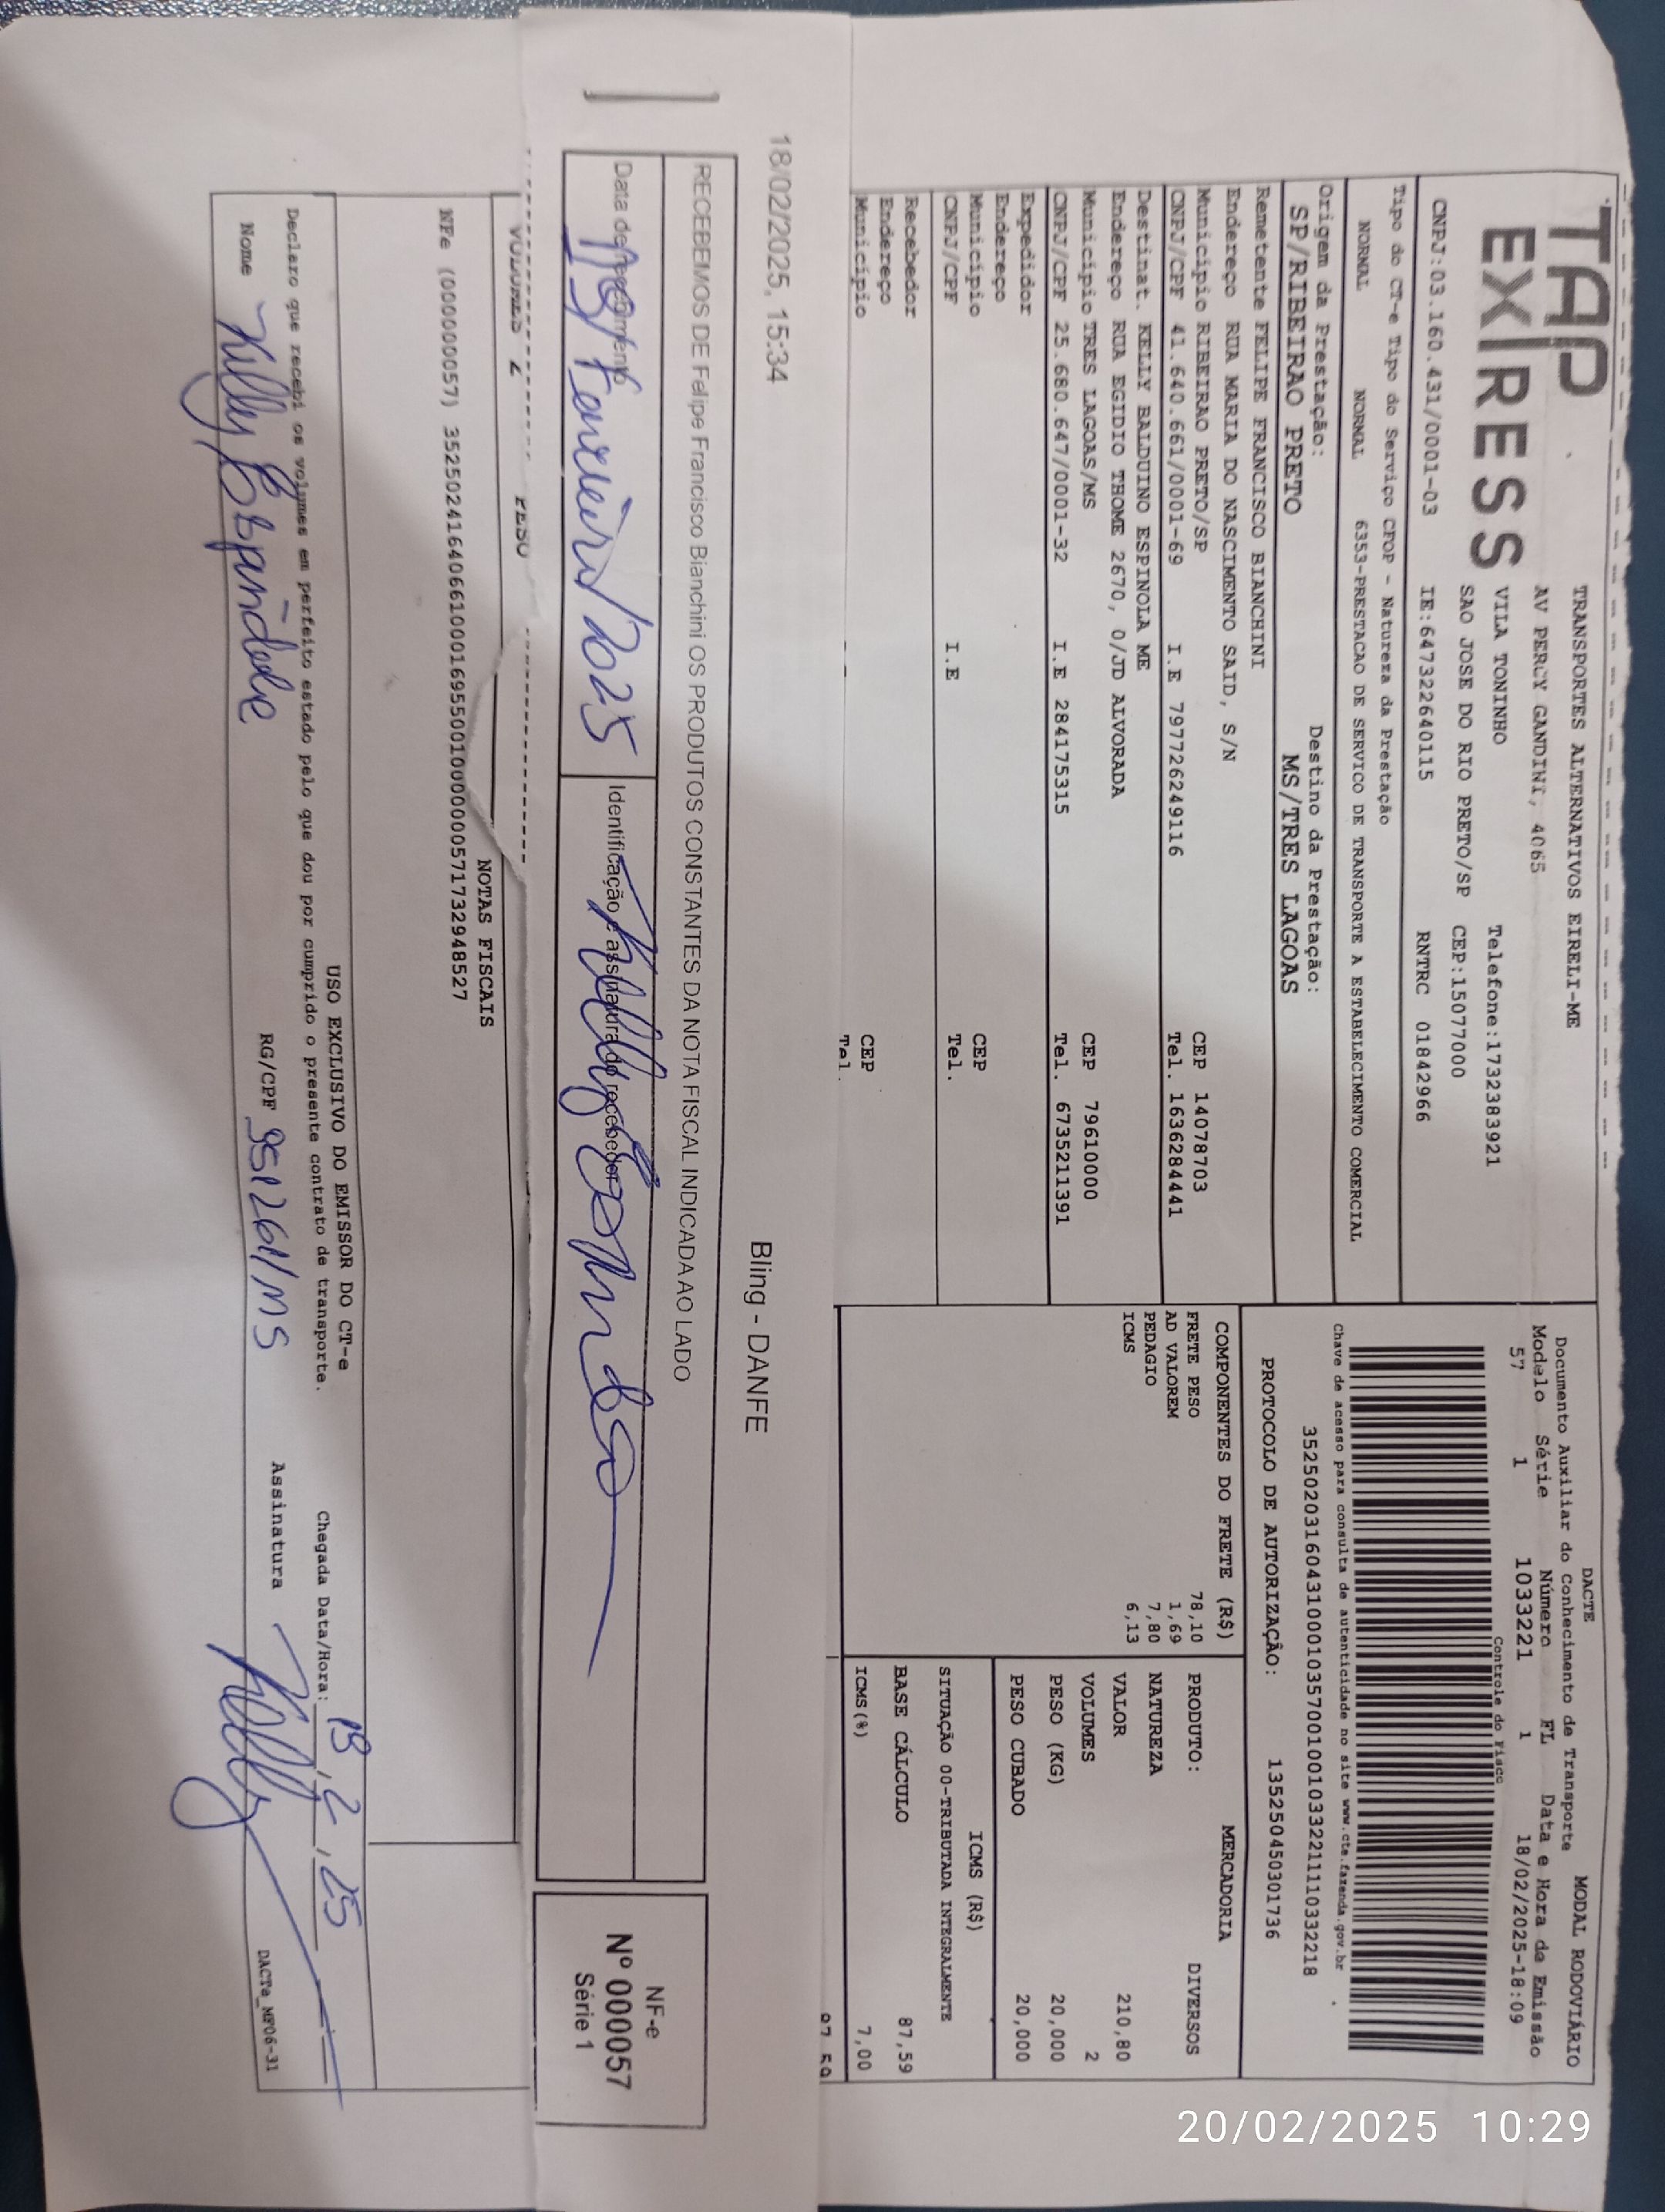 TAP
EXPRESS
TRANSPORTES ALTERNATIVOS EIRELI-ME
AV PERCY GANDINI, 4065
VILA TONINHO Telefone:1732383921
SAO JOSE DO RIO PRETO/SP CEP:15077000
CNPJ:03.160.431/0001-03 IE:647322640115 RNTRC 01842966
Tipo do CT-e Tipo do Serviço CFOP - Natureza da Prestação
NORMAL NORMAL 6353-PRESTACAO DE SERVICO DE TRANSPORTE A ESTABELECIMENTO COMERCIAL
Origem da Prestação: Destino da Prestação:
SP/RIBEIRAO PRETO MS/TRES LAGOAS
Remetente FELIPE FRANCISCO BIANCHINI
Endereço RUA MARIA DO NASCIMENTO SAID, S/N
Município RIBEIRAO PRETO/SP CEP 14078703
CNPJ/CPF 41.640.661/0001-69 I.E 797726249116 Tel. 1636284441
Destinat. KELLY BALDUINO ESPINOLA ME
Endereço RUA EGIDIO THOME 2670, 0/JD ALVORADA
Município TRES LAGOAS/MS CEP 79610000
CNPJ/CPF 25.680.647/0001-32 I.E 284175315 Tel. 6735211391
Expedidor
Endereço
Município CEP
CNPJ/CPF I.E Tel.
Recebedor
Endereço
Município CEP
Tel.
DACTE MODAL RODOVIÁRIO
Documento Auxiliar do Conhecimento de Transporte
Modelo Série Número FL Data e Hora da Emissão
57 1 1033221 1 18/02/2025-18:09
Controle do Fisco
Chave de acesso para consulta de autenticidade no site www.cte.fazenda.gov.br
35250203160431000103570010010332211110332218
PROTOCOLO DE AUTORIZAÇÃO: 135250450301736
COMPONENTES DO FRETE (R$)
FRETE PESO 78,10
AD VALOREM 1,69
PEDAGIO 7,80
ICMS 6,13
MERCADORIA
PRODUTO: DIVERSOS
NATUREZA
VALOR 210,80
VOLUMES 2
PESO (KG) 20,000
PESO CUBADO 20,000
ICMS (R$)
SITUAÇÃO 00-TRIBUTADA INTEGRALMENTE
BASE CÁLCULO 87,59
ICMS(%) 7,00
18/02/2025, 15:34 Bling - DANFE
RECEBEMOS DE Felipe Francisco Bianchini OS PRODUTOS CONSTANTES DA NOTA FISCAL INDICADA AO LADO
Data de recebimento Identificação e assinatura do recebedor
Fevereiro/2025 Kelly
NF-e
Nº 000057
Série 1
VOLUMES 2 PESO
NOTAS FISCAIS
NFe (000000057) 35250241640661000169550010000000571732948527
USO EXCLUSIVO DO EMISSOR DO CT-e
Declaro que recebi os volumes em perfeito estado pelo que dou por cumprido o presente contrato de transporte.
Chegada Data/Hora: 19,2,25
Nome Kelly B RG/CPF 951261/MS Assinatura Kelly
DACTe_MF06-31
20/02/2025 10:29